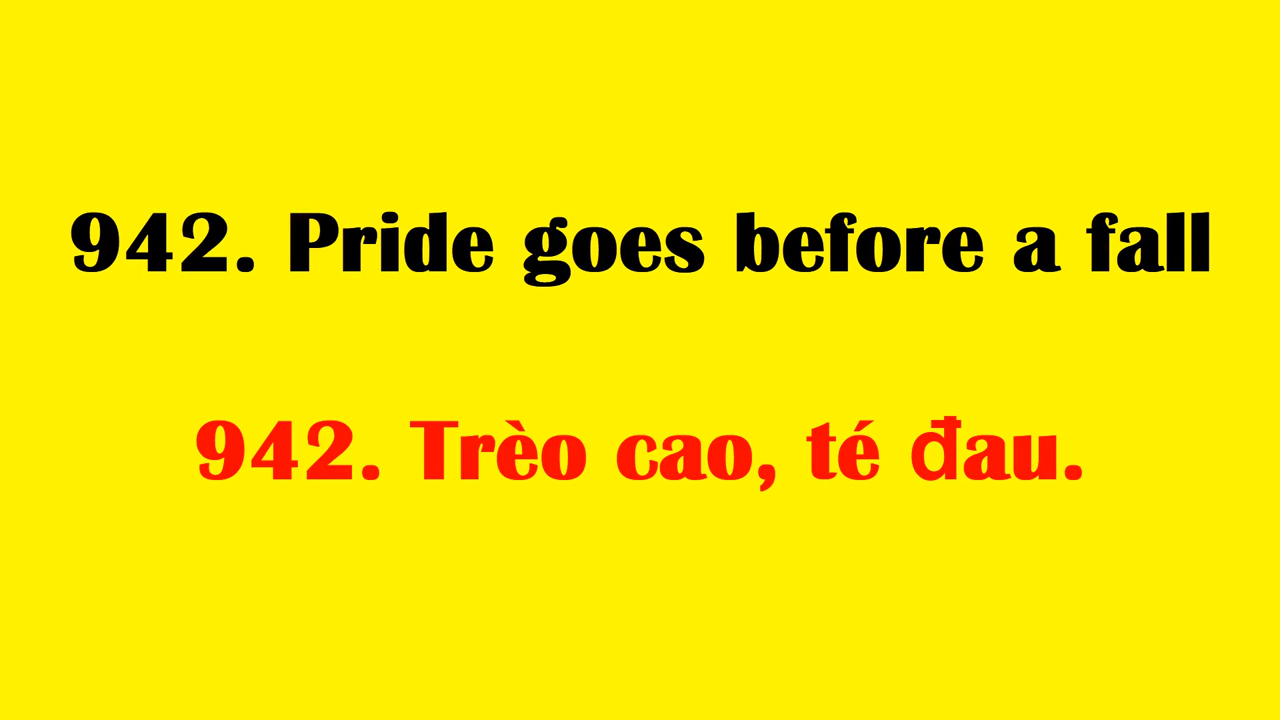 942. Pride goes before a fall
942. Trèo cao, té đau.